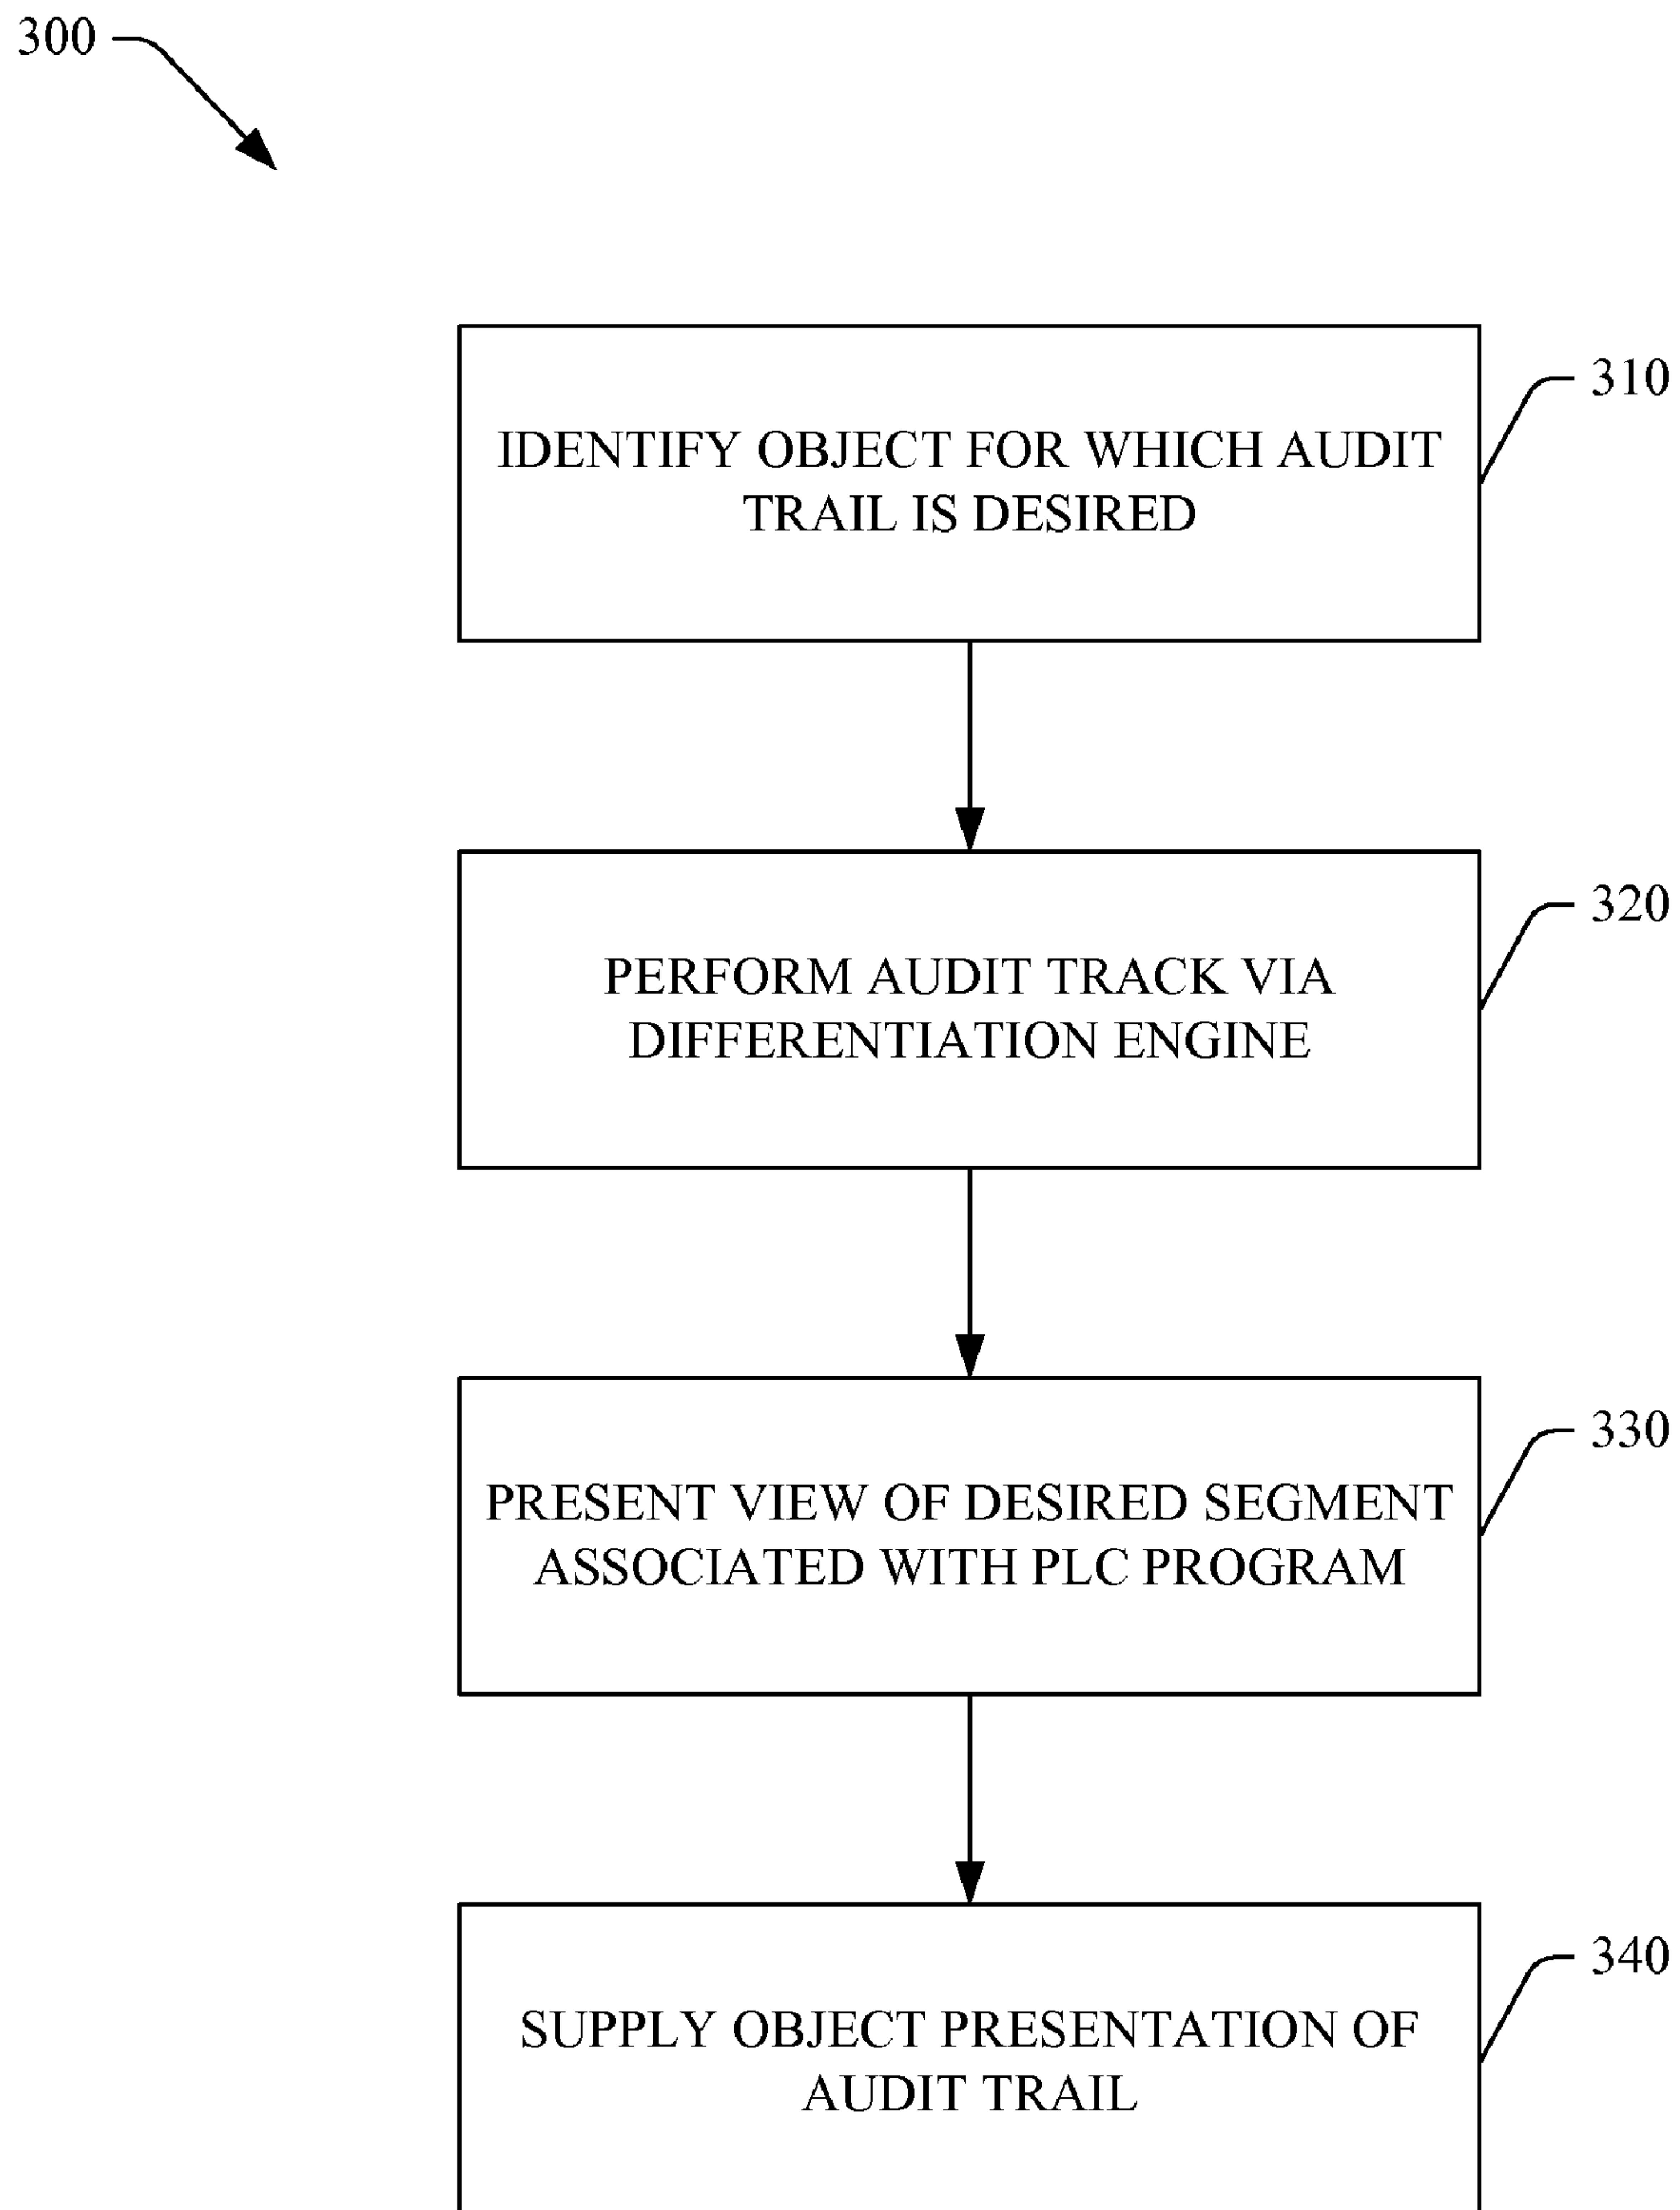 300
310
IDENTIFY OBJECT FOR WHICH AUDIT
TRAIL IS DESIRED
320
PERFORM AUDIT TRACK VIA
DIFFERENTIATION ENGINE
330
PRESENT VIEW OF DESIRED SEGMENT
ASSOCIATED WITH PLC PROGRAM
340
SUPPLY OBJECT PRESENTATION OF
AUDIT TRAIL